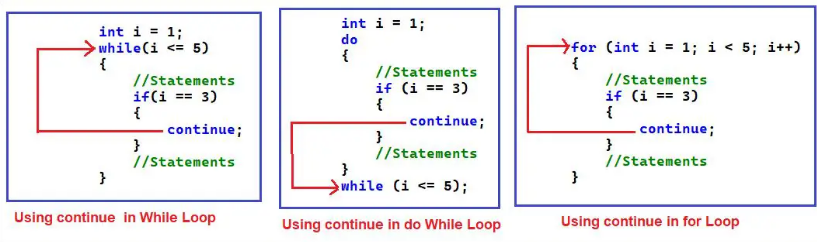 int i = 1;
while(i <= 5)
{
//Statements
if(i == 3)
{
continue;
}
//Statements
}
Using continue in While Loop
int i = 1;
do
{
//Statements
if (i == 3)
{
continue;
}
//Statements
}
while (i <= 5);
Using continue in do While Loop
for (int i = 1; i < 5; i++)
{
//Statements
if (i == 3)
{
continue;
}
//Statements
}
Using continue in for Loop